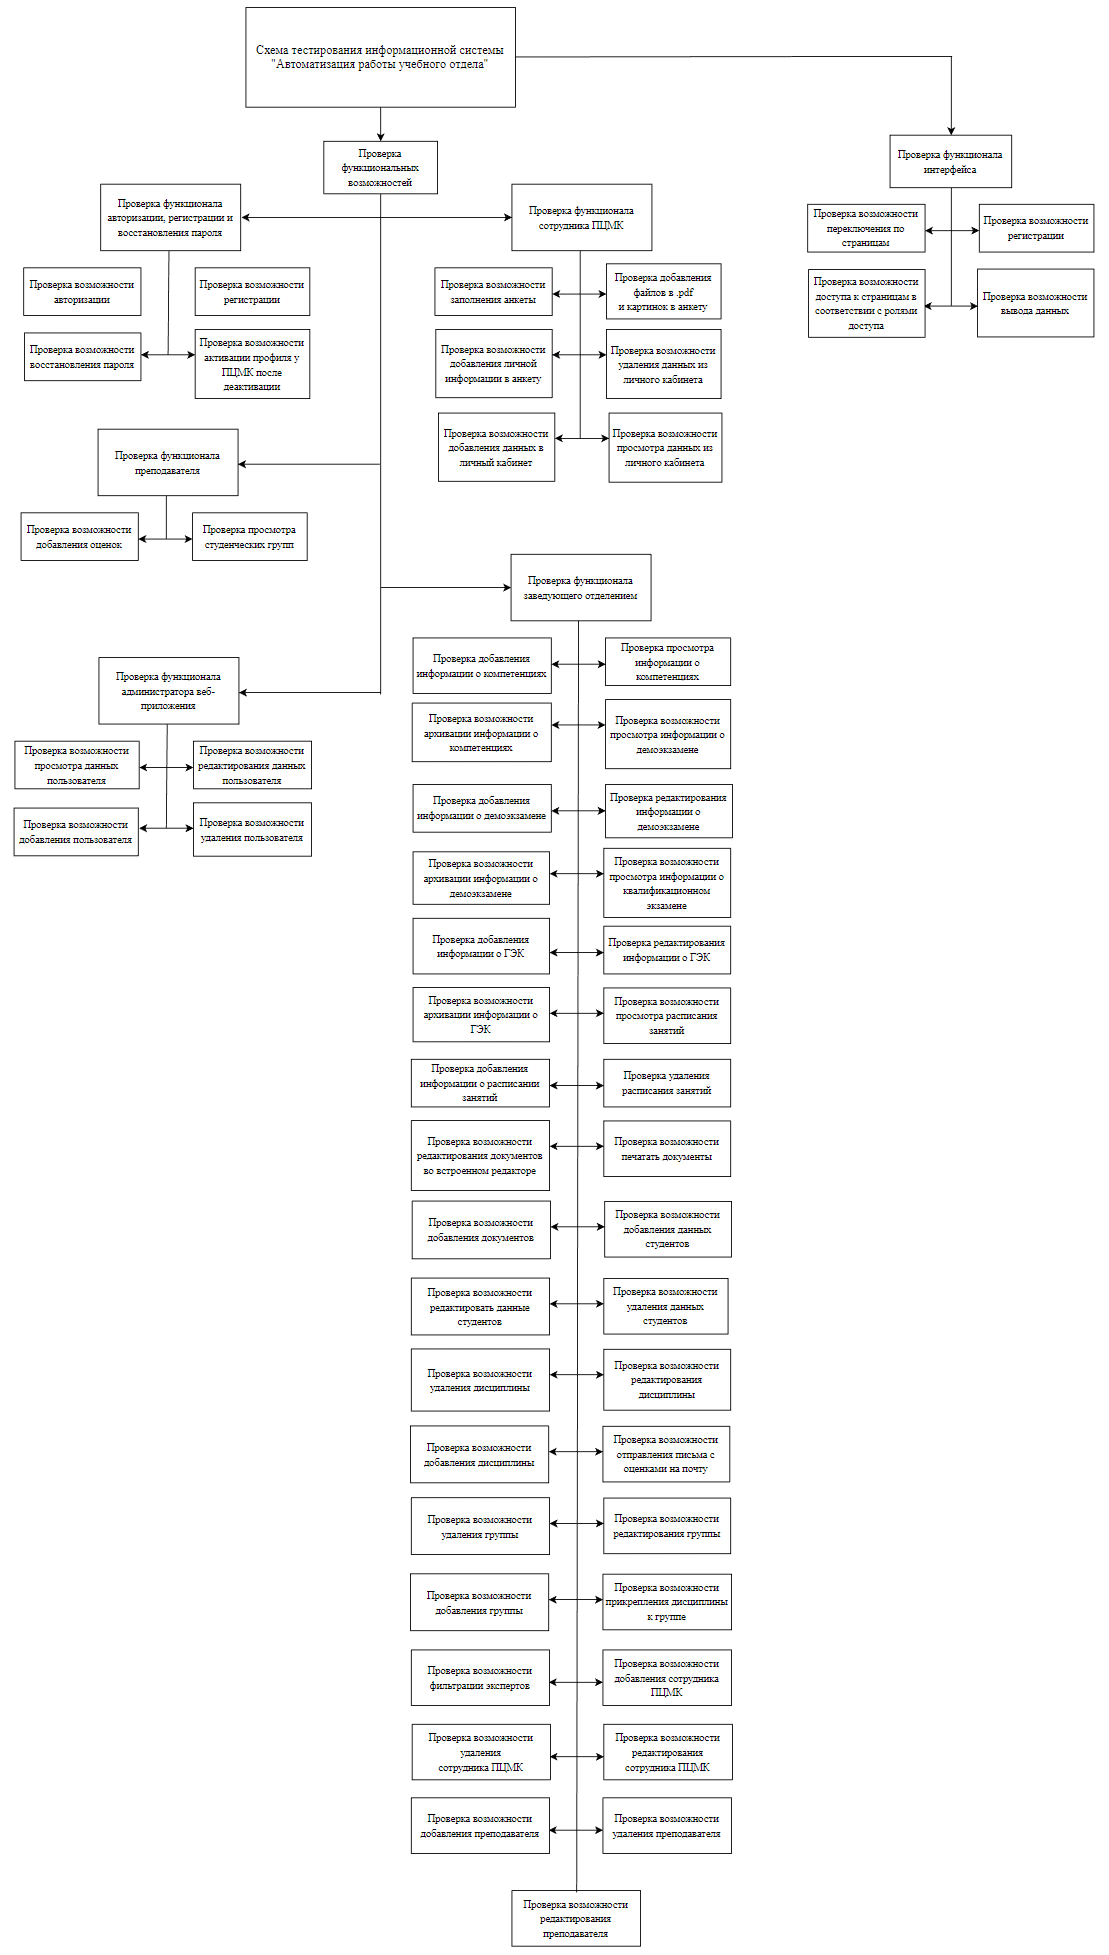 Схема тестирования информационной системы
"Автоматизация работы учебного отдела"
Проверка
функциональных
возможностей
Проверка функционала
интерфейса
Проверка функционала
авторизации, регистрации и
восстановления пароля
Проверка функционала
сотрудника ПЦМК
Проверка возможности
переключения по
страницам
Проверка возможности
регистрации
Проверка возможности
авторизации
Проверка возможности
регистрации
Проверка возможности
заполнения анкеты
Проверка добавления
файлов в .pdf
и картинок в анкету
Проверка возможности
доступа к страницам в
соответствии с ролями
доступа
Проверка возможности
вывода данных
Проверка возможности
восстановления пароля
Проверка возможности
активации профиля у
ПЦМК после
деактивации
Проверка возможности
добавления личной
информации в анкету
Проверка возможности
удаления данных из
личного кабинета
Проверка возможности
добавления данных в
личный кабинет
Проверка возможности
просмотра данных из
личного кабинета
Проверка функционала
преподавателя
Проверка возможности
добавления оценок
Проверка просмотра
студенческих групп
Проверка функционала
заведующего отделением
Проверка добавления
информации о компетенциях
Проверка просмотра
информации о
компетенциях
Проверка функционала
администратора веб-
приложения
Проверка возможности
архивации информации о
компетенциях
Проверка возможности
просмотра информации о
демоэкзамене
Проверка возможности
просмотра данных
пользователя
Проверка возможности
редактирования данных
пользователя
Проверка добавления
информации о демоэкзамене
Проверка редактирования
информации о
демоэкзамене
Проверка возможности
добавления пользователя
Проверка возможности
удаления пользователя
Проверка возможности
архивации информации о
демоэкзамене
Проверка возможности
просмотра информации о
квалификационном
экзамене
Проверка добавления
информации о ГЭК
Проверка редактирования
информации о ГЭК
Проверка возможности
архивации информации о
ГЭК
Проверка возможности
просмотра расписания
занятий
Проверка добавления
информации о расписании
занятий
Проверка удаления
расписания занятий
Проверка возможности
редактирования документов
во встроенном редакторе
Проверка возможности
печатать документы
Проверка возможности
добавления документов
Проверка возможности
добавления данных
студентов
Проверка возможности
редактировать данные
студентов
Проверка возможности
удаления данных
студентов
Проверка возможности
удаления дисциплины
Проверка возможности
редактирования
дисциплины
Проверка возможности
добавления дисциплины
Проверка возможности
отправления письма с
оценками на почту
Проверка возможности
удаления группы
Проверка возможности
редактирования группы
Проверка возможности
добавления группы
Проверка возможности
прикрепления дисциплины
к группе
Проверка возможности
фильтрации экспертов
Проверка возможности
добавления сотрудника
ПЦМК
Проверка возможности
удаления
сотрудника ПЦМК
Проверка возможности
редактирования
сотрудника ПЦМК
Проверка возможности
добавления преподавателя
Проверка возможности
удаления преподавателя
Проверка возможности
редактирования
преподавателя